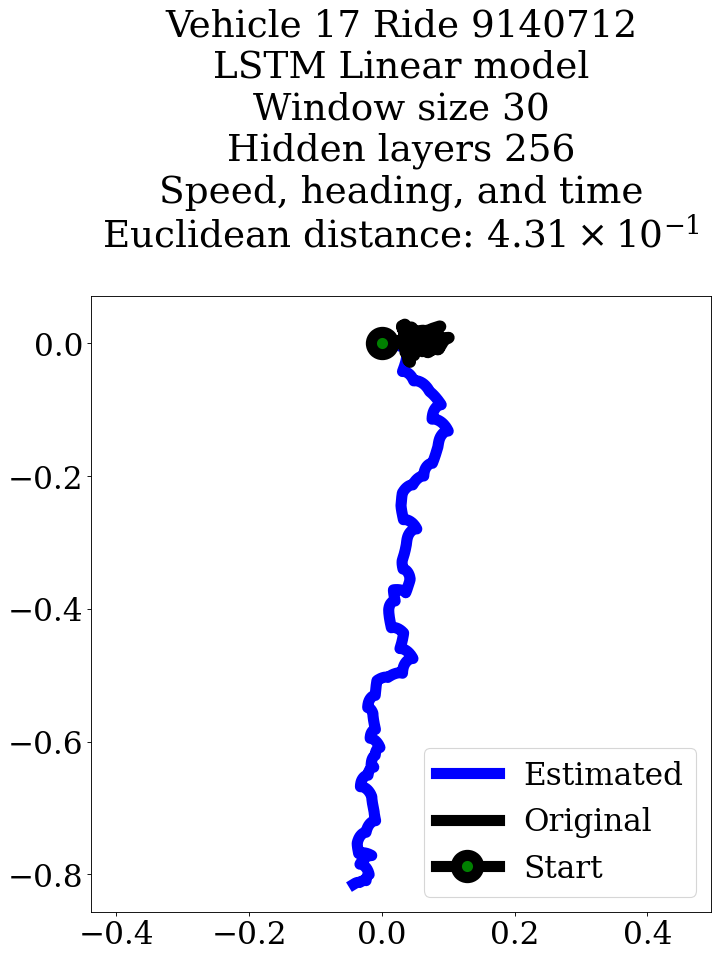 Vehicle 17 Ride 9140712
LSTM Linear model
Window size 30
Hidden layers 256
Speed, heading, and time
Euclidean distance: 4.31 × 10⁻¹
0.0
−0.2
−0.4
−0.6
−0.8
Estimated
Original
Start
−0.4 −0.2 0.0 0.2 0.4